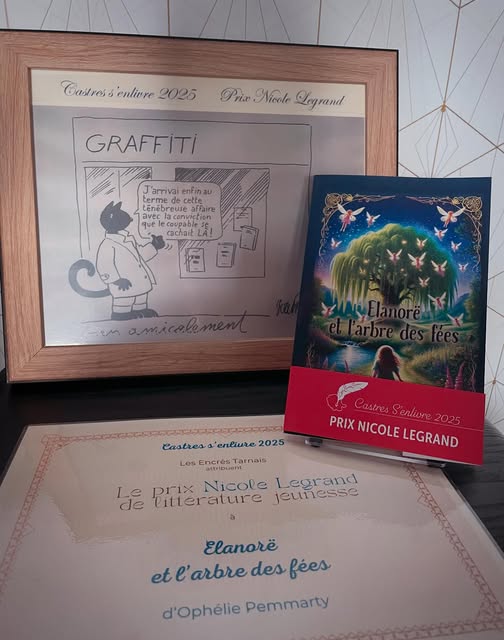 Castres s'enlivre 2025 Prix Nicole Legrand
GRAFFITI
J'arrivai enfin au
terme de cette
ténébreuse affaire
avec la conviction
que le coupable se
cachait LÀ !
amicalement
Elanorë
et l'arbre des fées
Castres S'enlivre 2025
PRIX NICOLE LEGRAND
Castres s'enlivre 2025
Les Encrés Tarnais
attribuent
Le prix Nicole Legrand
de littérature jeunesse
à
Elanorë
et l'arbre des fées
d'Ophélie Pemmarty